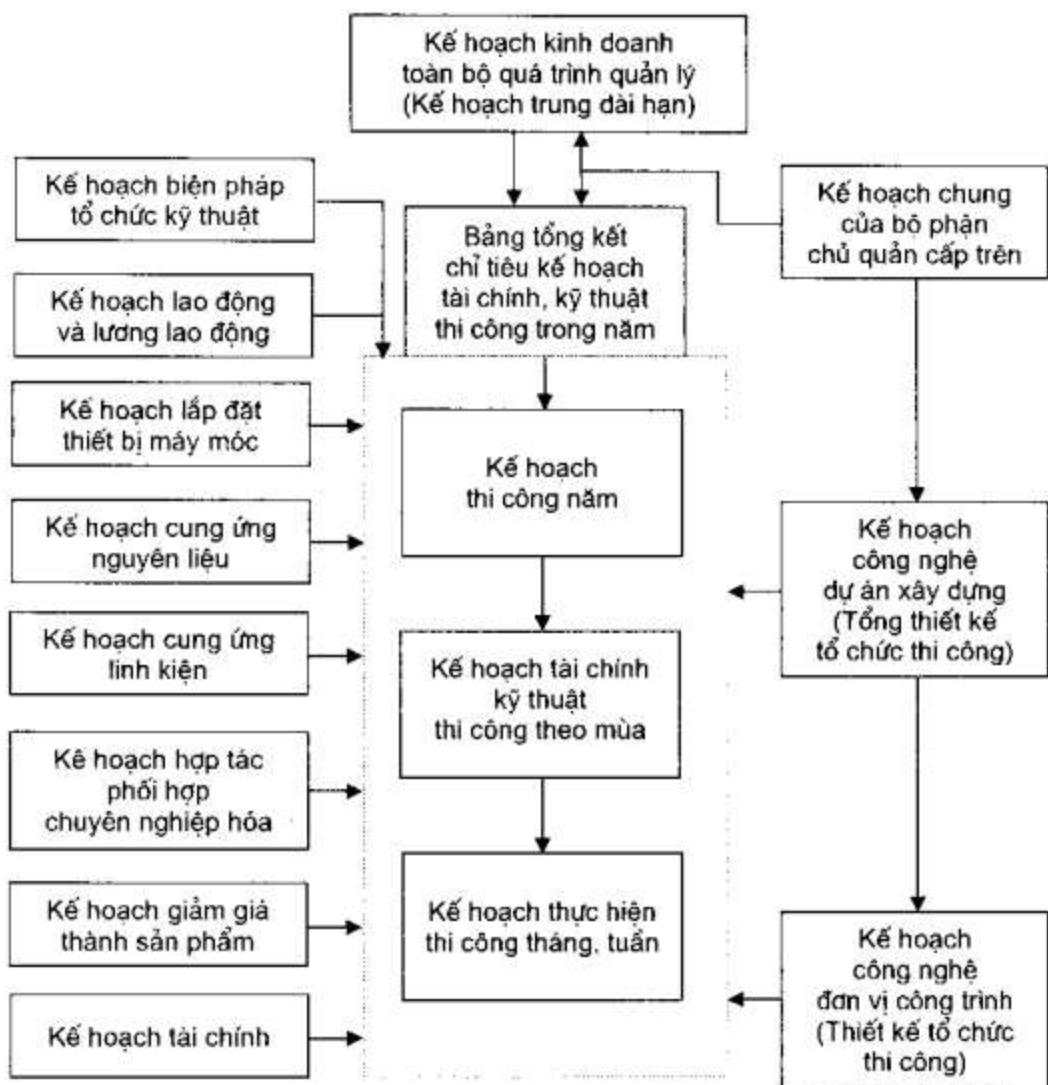 Kế hoạch kinh doanh
toàn bộ quá trình quản lý
(Kế hoạch trung dài hạn)
Kế hoạch biện pháp
tổ chức kỹ thuật
Kế hoạch chung
của bộ phận
chủ quản cấp trên
Bảng tổng kết
chỉ tiêu kế hoạch
tài chính, kỹ thuật
thi công trong năm
Kế hoạch lao động
và lương lao động
Kế hoạch lắp đặt
thiết bị máy móc
Kế hoạch
thi công năm
Kế hoạch cung ứng
nguyên liệu
Kế hoạch
công nghệ
dự án xây dựng
(Tổng thiết kế
tổ chức thi công)
Kế hoạch cung ứng
linh kiện
Kế hoạch tài chính
kỹ thuật
thi công theo mùa
Kê hoạch hợp tác
phối hợp
chuyên nghiệp hóa
Kế hoạch giảm giá
thành sản phẩm
Kế hoạch thực hiện
thi công tháng, tuần
Kế hoạch
công nghệ
đơn vị công trình
(Thiết kế tổ chức
thi công)
Kế hoạch tài chính